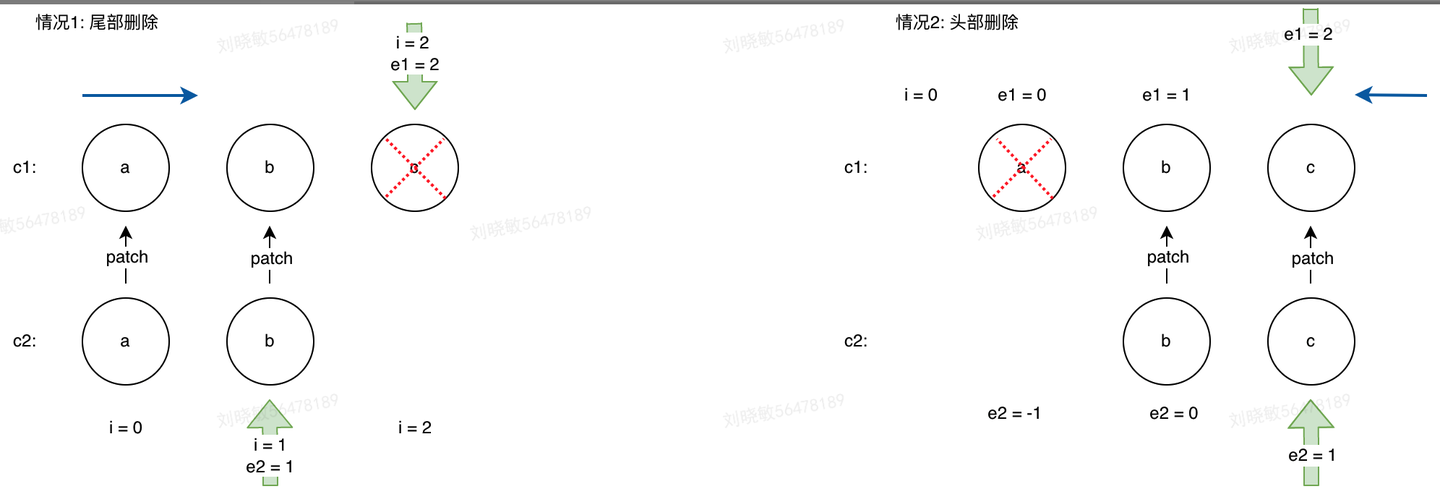 情况1: 尾部删除
i = 2
e1 = 2
c1:
a
b
c
patch
patch
c2:
a
b
i = 0
i = 1
e2 = 1
i = 2
情况2: 头部删除
e1 = 2
i = 0
e1 = 0
e1 = 1
c1:
a
b
c
patch
patch
c2:
b
c
e2 = -1
e2 = 0
e2 = 1
刘晓敏56478189
刘晓敏56478189
刘晓敏56478189
敏56478189
刘晓敏56478189
刘晓敏56478189
刘晓敏56478189
刘晓敏56478189
刘晓敏56478189